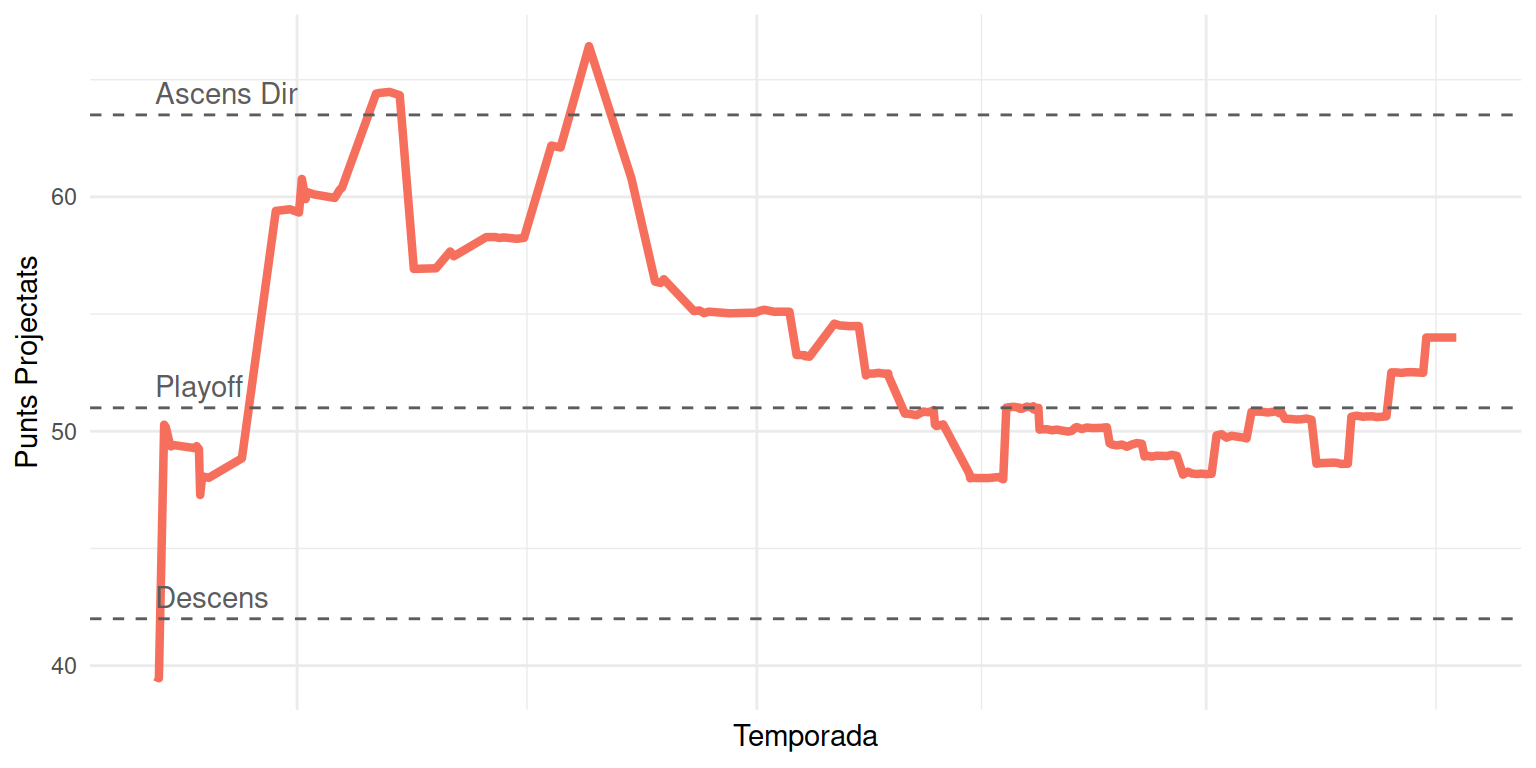 Ascens Dir
60
Playoff
50
Descens
40
Punts Projectats
Temporada